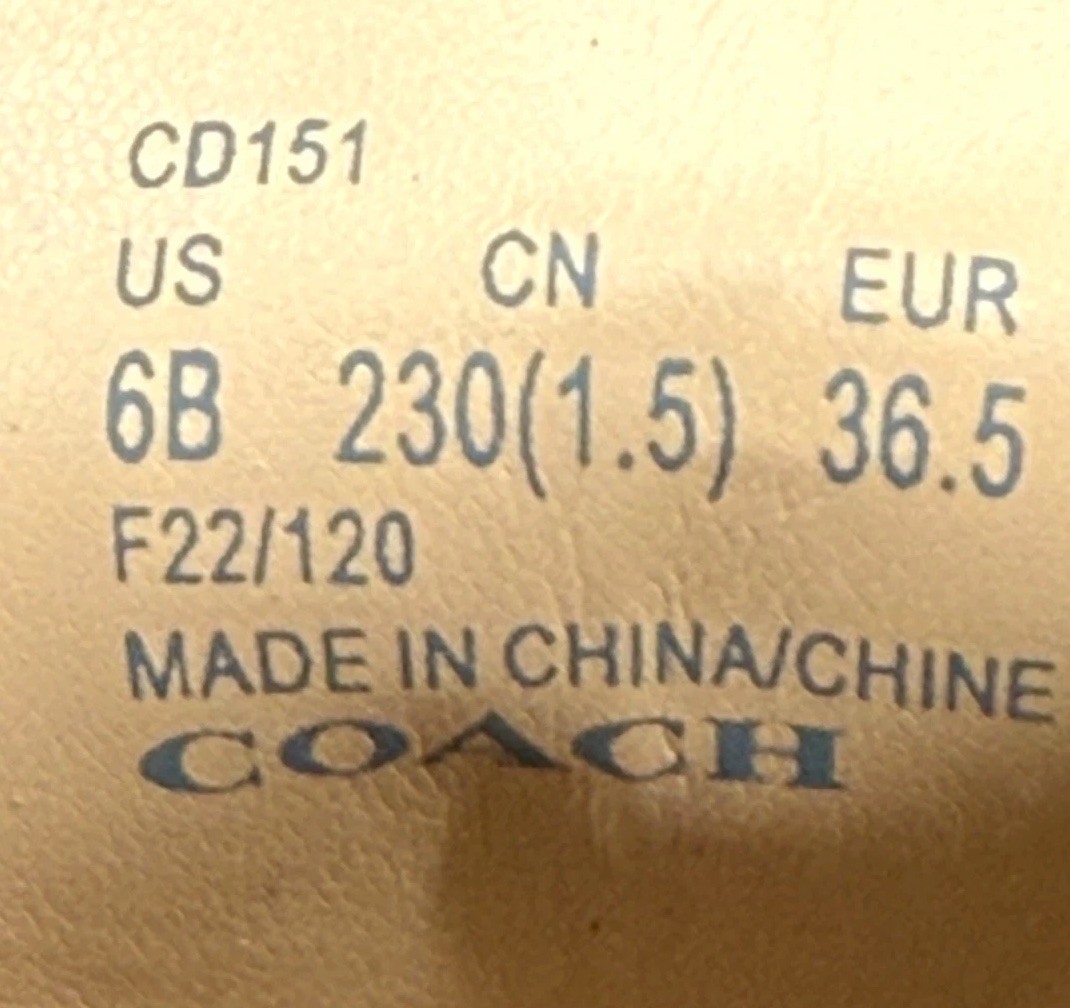 CD151
US CN EUR
6B 230(1.5) 36.5
F22/120
MADE IN CHINA/CHINE
COACH